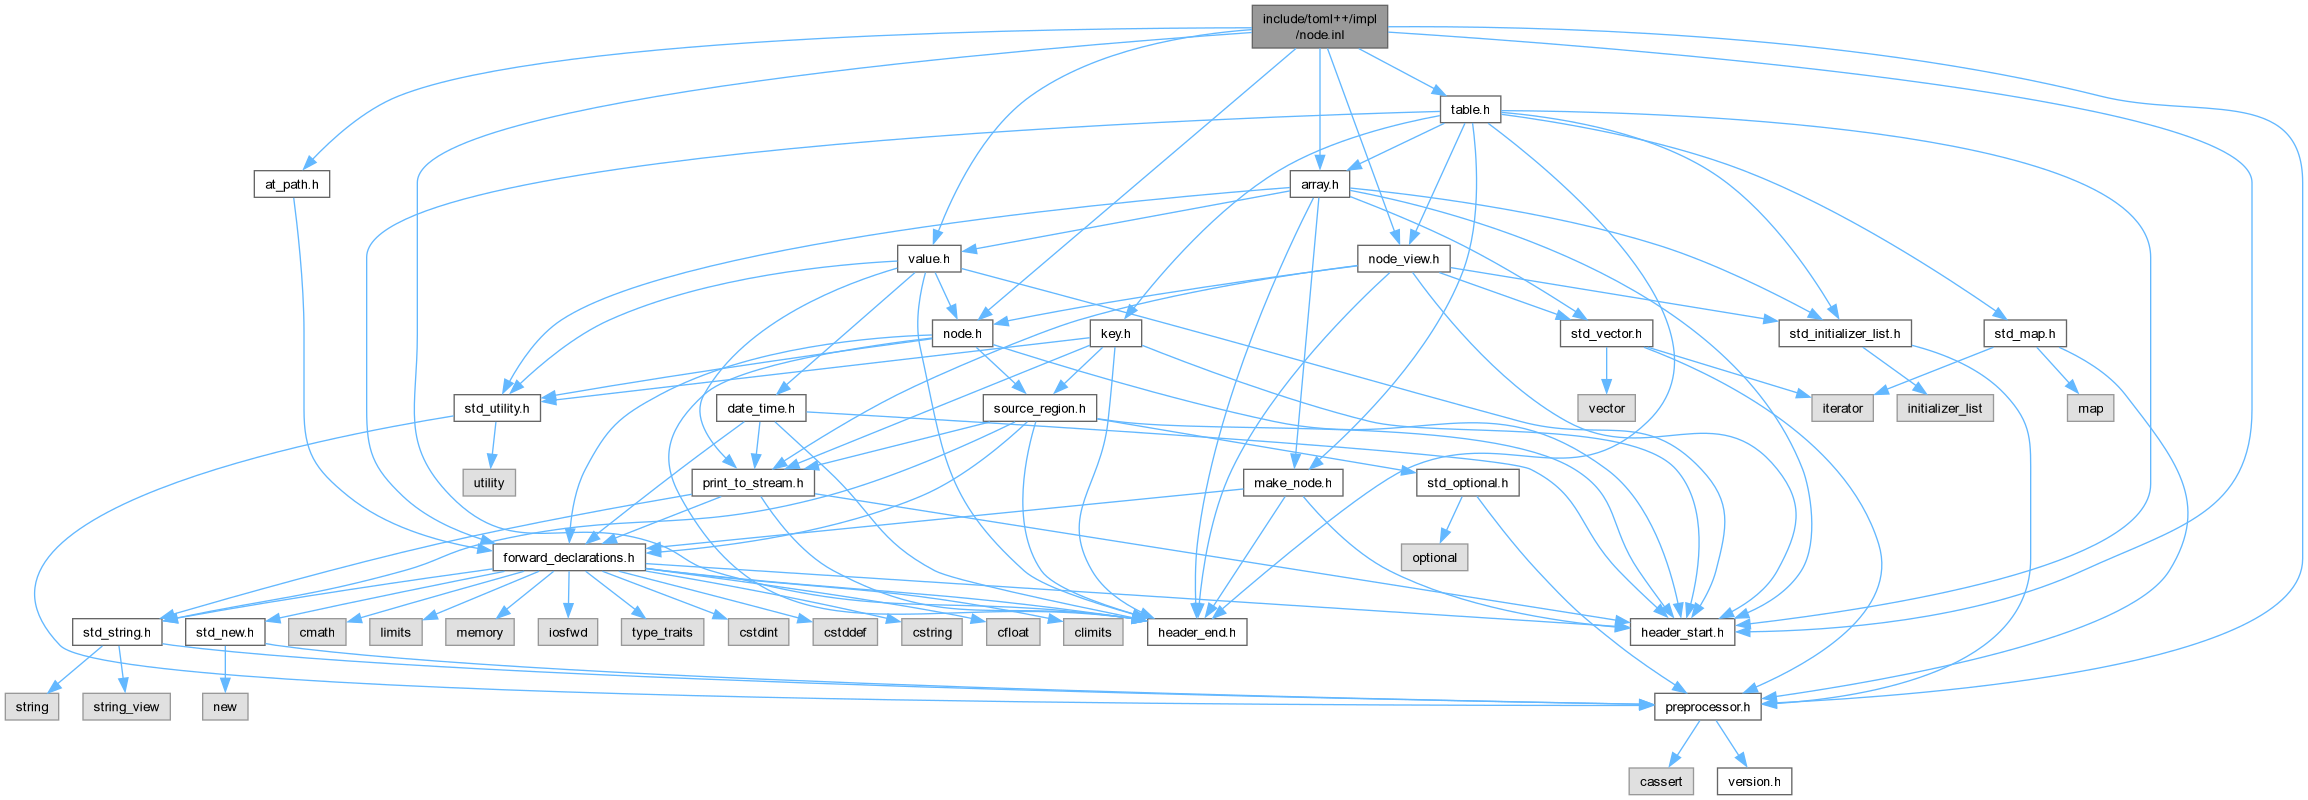 include/toml++/impl
/node.inl
table.h
at_path.h
array.h
value.h
node_view.h
node.h
key.h
std_vector.h
std_initializer_list.h
std_map.h
std_utility.h
date_time.h
source_region.h
vector
iterator
initializer_list
map
utility
print_to_stream.h
make_node.h
std_optional.h
forward_declarations.h
optional
std_string.h
std_new.h
cmath
limits
memory
iosfwd
type_traits
cstdint
cstddef
cstring
cfloat
climits
header_end.h
header_start.h
string
string_view
new
preprocessor.h
cassert
version.h